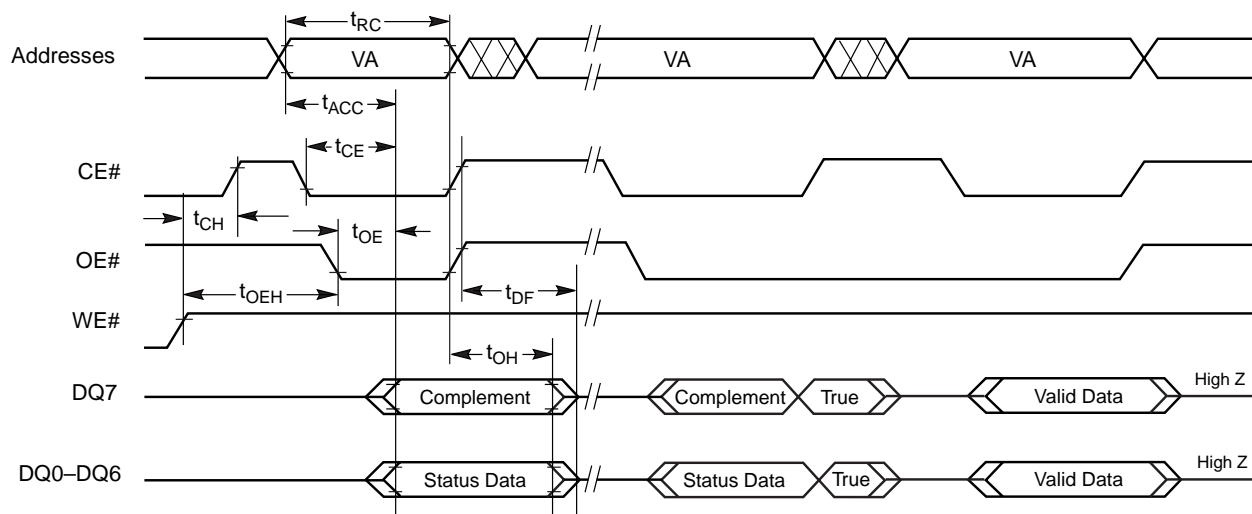 tRC
Addresses VA VA VA
tACC
tCE
CE#
tCH tOE
OE#
tOEH tDF
WE#
tOH
DQ7 Complement Complement True Valid Data High Z
DQ0–DQ6 Status Data Status Data True Valid Data High Z